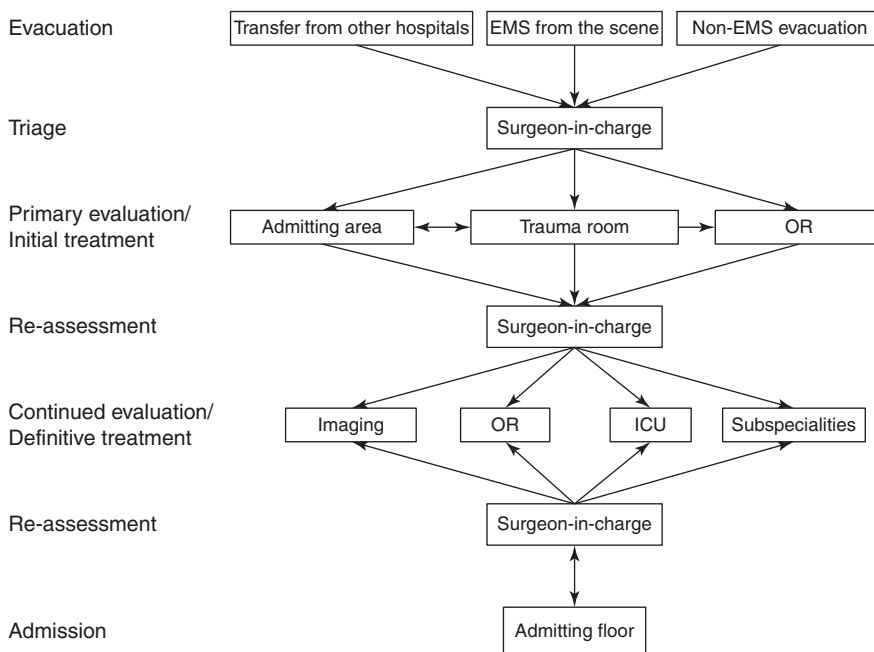 Evacuation
Transfer from other hospitals
EMS from the scene
Non-EMS evacuation
Triage
Surgeon-in-charge
Primary evaluation/
Initial treatment
Admitting area
Trauma room
OR
Re-assessment
Surgeon-in-charge
Continued evaluation/
Definitive treatment
Imaging
OR
ICU
Subspecialities
Re-assessment
Surgeon-in-charge
Admission
Admitting floor